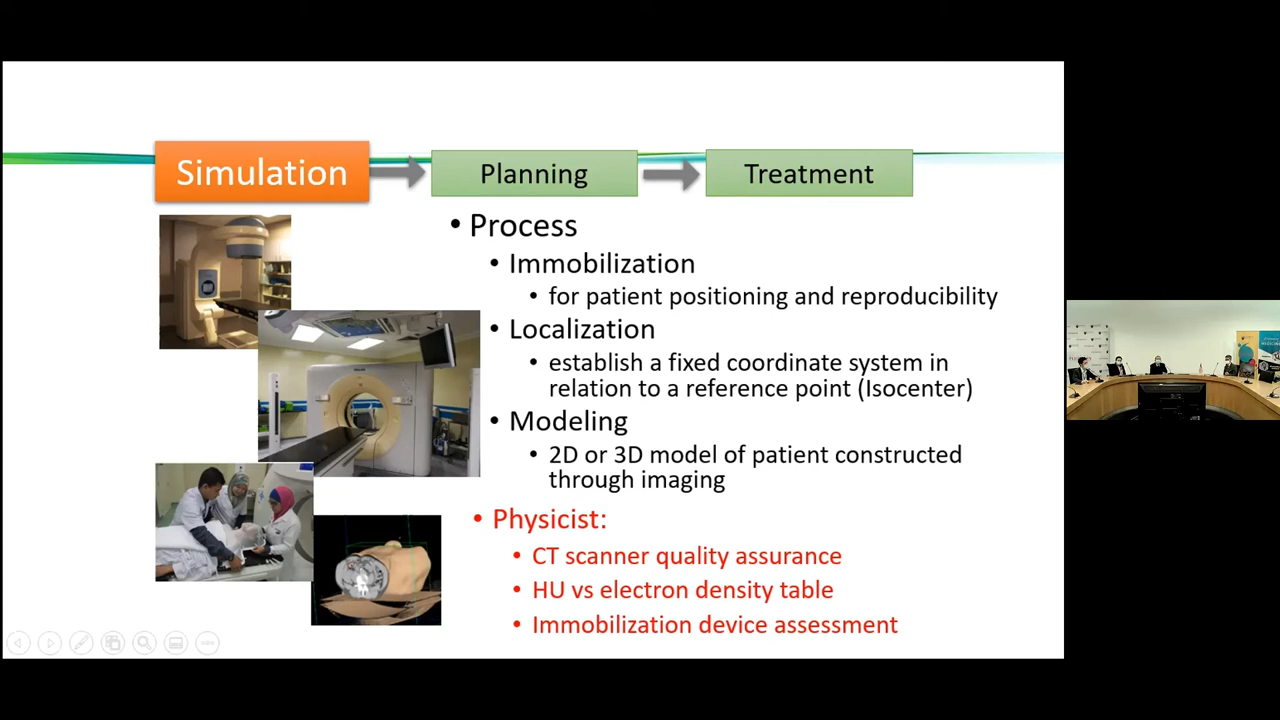 Simulation
Planning
Treatment
• Process
• Immobilization
• for patient positioning and reproducibility
• Localization
• establish a fixed coordinate system in
relation to a reference point (Isocenter)
• Modeling
• 2D or 3D model of patient constructed
through imaging
• Physicist:
• CT scanner quality assurance
• HU vs electron density table
• Immobilization device assessment